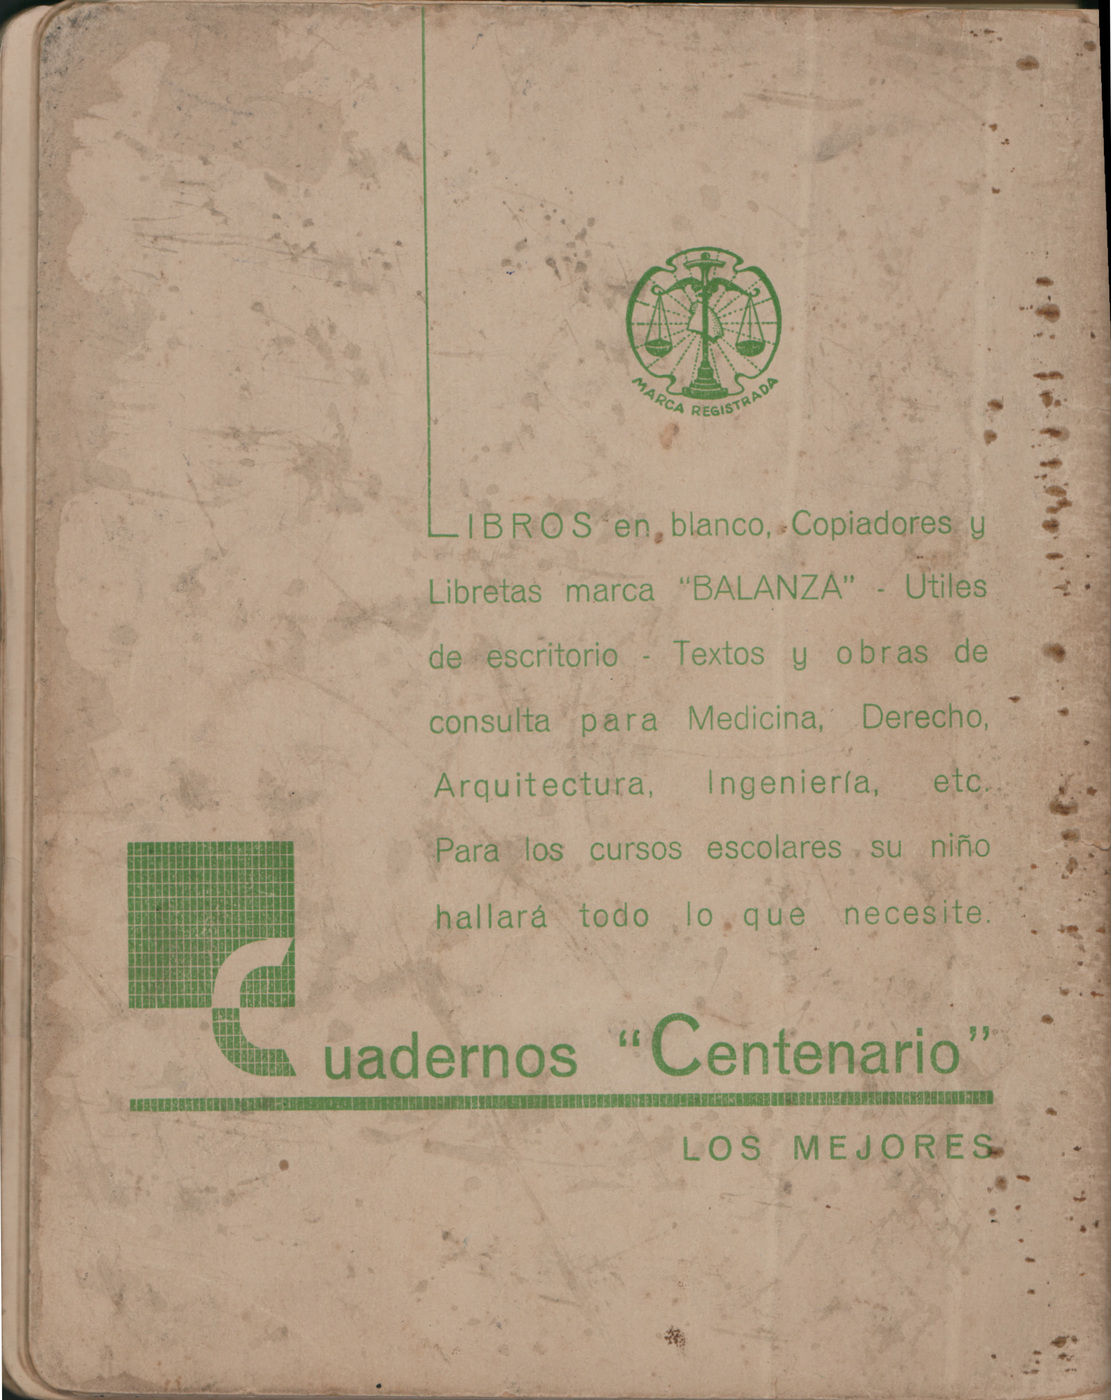 MARCA REGISTRADA
LIBROS en blanco, Copiadores y
Libretas marca “BALANZA” - Utiles
de escritorio - Textos y obras de
consulta para Medicina, Derecho,
Arquitectura, Ingeniería, etc.
Para los cursos escolares su niño
hallará todo lo que necesite.
Cuadernos “Centenario”
LOS MEJORES